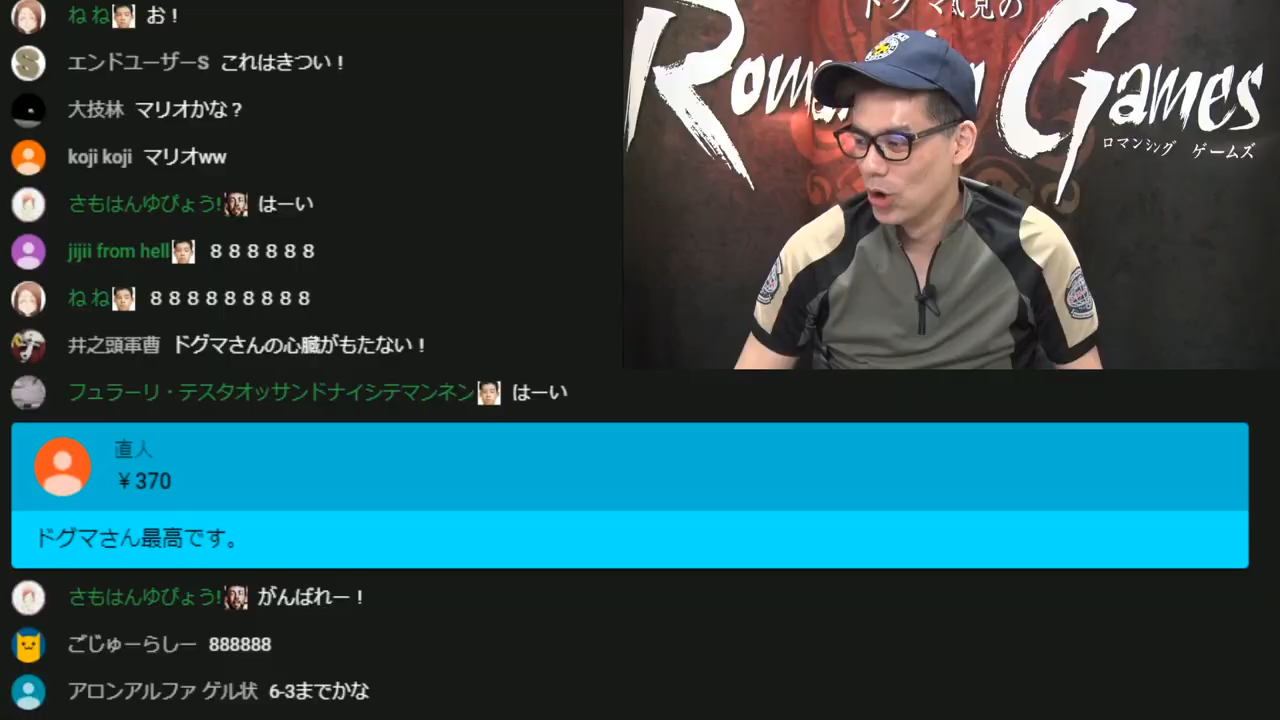 ねね お！
エンドユーザーS これはきつい！
大技林 マリオかな？
koji koji マリオww
さもはんゆぴょう! はーい
jijii from hell ８８８８８８
ねね ８８８８８８８８８
井之頭軍曹 ドグマさんの心臓がもたない！
フュラーリ・テスタオッサンドナイシテマンネン はーい
直人
￥370
ドグマさん最高です。
さもはんゆぴょう! がんばれー！
ごじゅーらしー 888888
アロンアルファ ゲル状 6-3までかな
ドグマ風見の
Games
ロマンシング ゲームズ